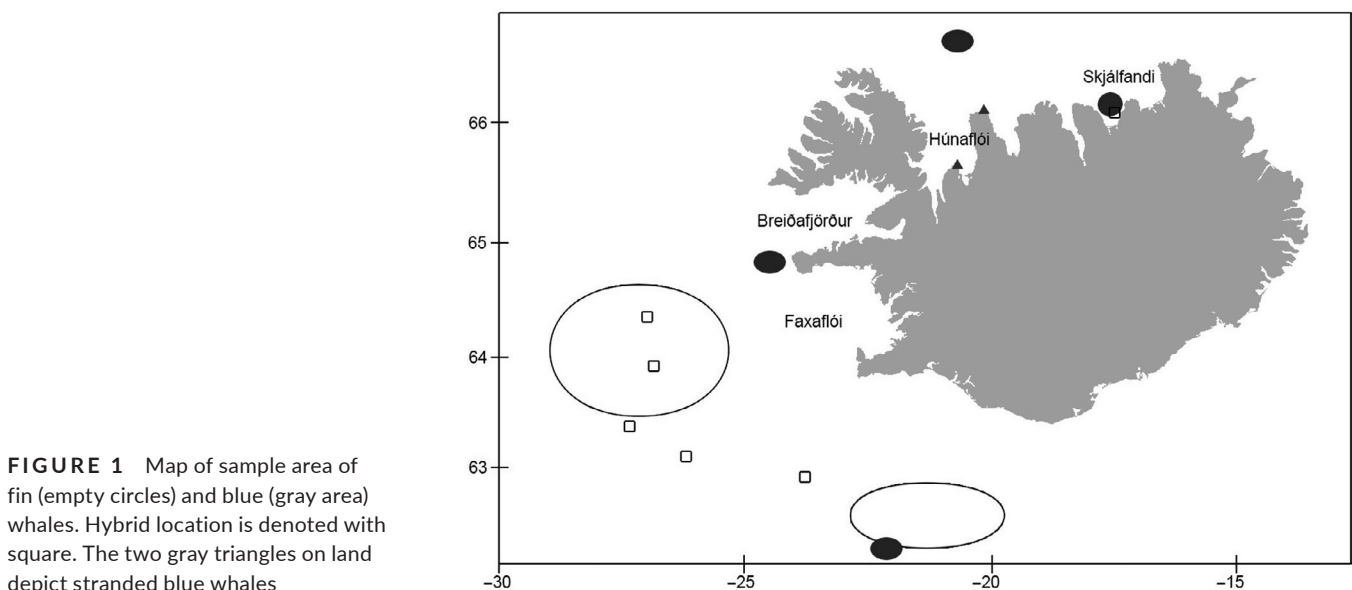 FIGURE 1 Map of sample area of
fin (empty circles) and blue (gray area)
whales. Hybrid location is denoted with
square. The two gray triangles on land
depict stranded blue whales
66
65
64
63
−30
−25
−20
−15
Skjálfandi
Húnaflói
Breiðafjörður
Faxaflói